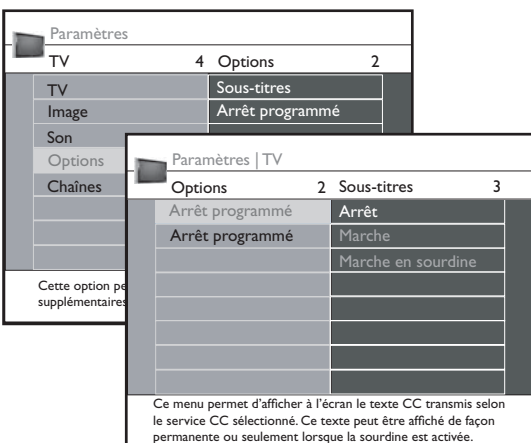 Paramètres
TV 4 Options 2
TV Sous-titres
Image Arrêt programmé
Son
Options
Chaînes
Cette option pe
supplémentaires
Paramètres | TV
Options 2 Sous-titres 3
Arrêt programmé Arrêt
Arrêt programmé Marche
Marche en sourdine
Ce menu permet d'afficher à l'écran le texte CC transmis selon
le service CC sélectionné. Ce texte peut être affiché de façon
permanente ou seulement lorsque la sourdine est activée.